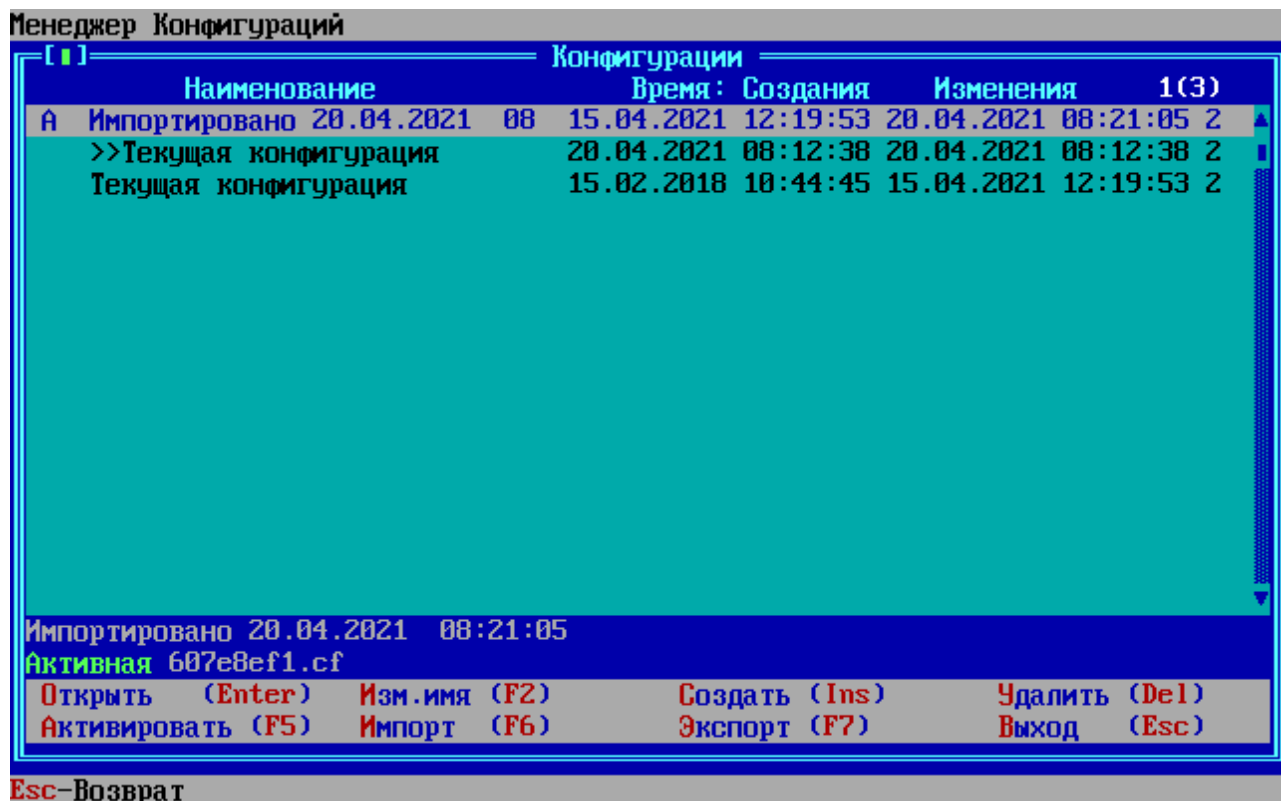 Менеджер Конфигураций
[▮] Конфигурации
Наименование Время: Создания Изменения 1(3)
А Импортировано 20.04.2021 08 15.04.2021 12:19:53 20.04.2021 08:21:05 2
>>Текущая конфигурация 20.04.2021 08:12:38 20.04.2021 08:12:38 2
Текущая конфигурация 15.02.2018 10:44:45 15.04.2021 12:19:53 2
Импортировано 20.04.2021 08:21:05
Активная 607e8ef1.cf
Открыть (Enter) Изм.имя (F2) Создать (Ins) Удалить (Del)
Активировать (F5) Импорт (F6) Экспорт (F7) Выход (Esc)
Esc-Возврат